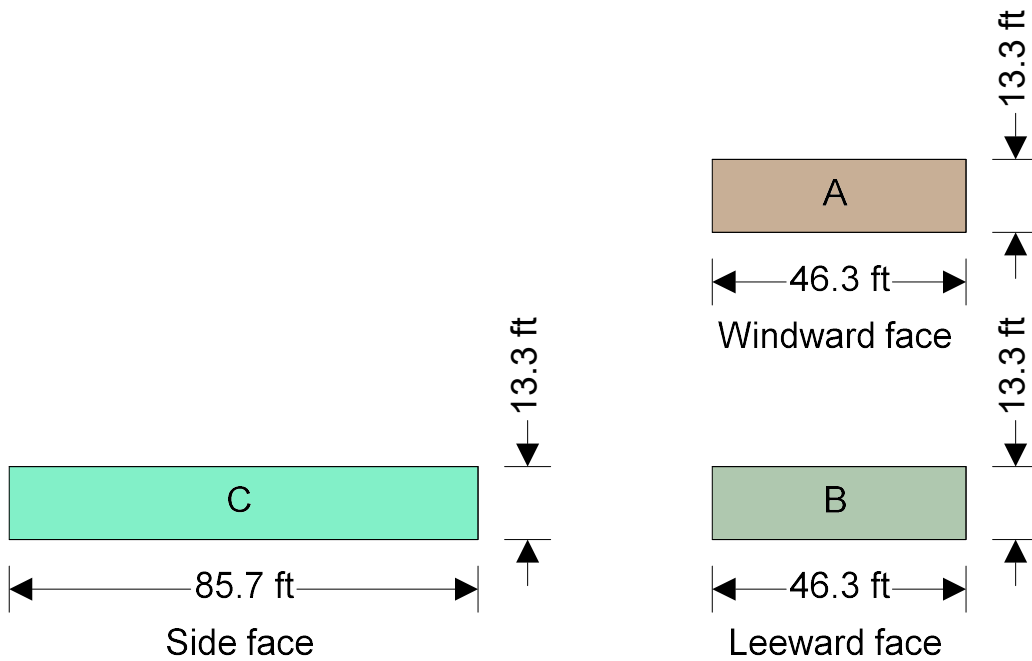 13.3 ft
A
46.3 ft
Windward face
13.3 ft
C
85.7 ft
Side face
13.3 ft
B
46.3 ft
Leeward face